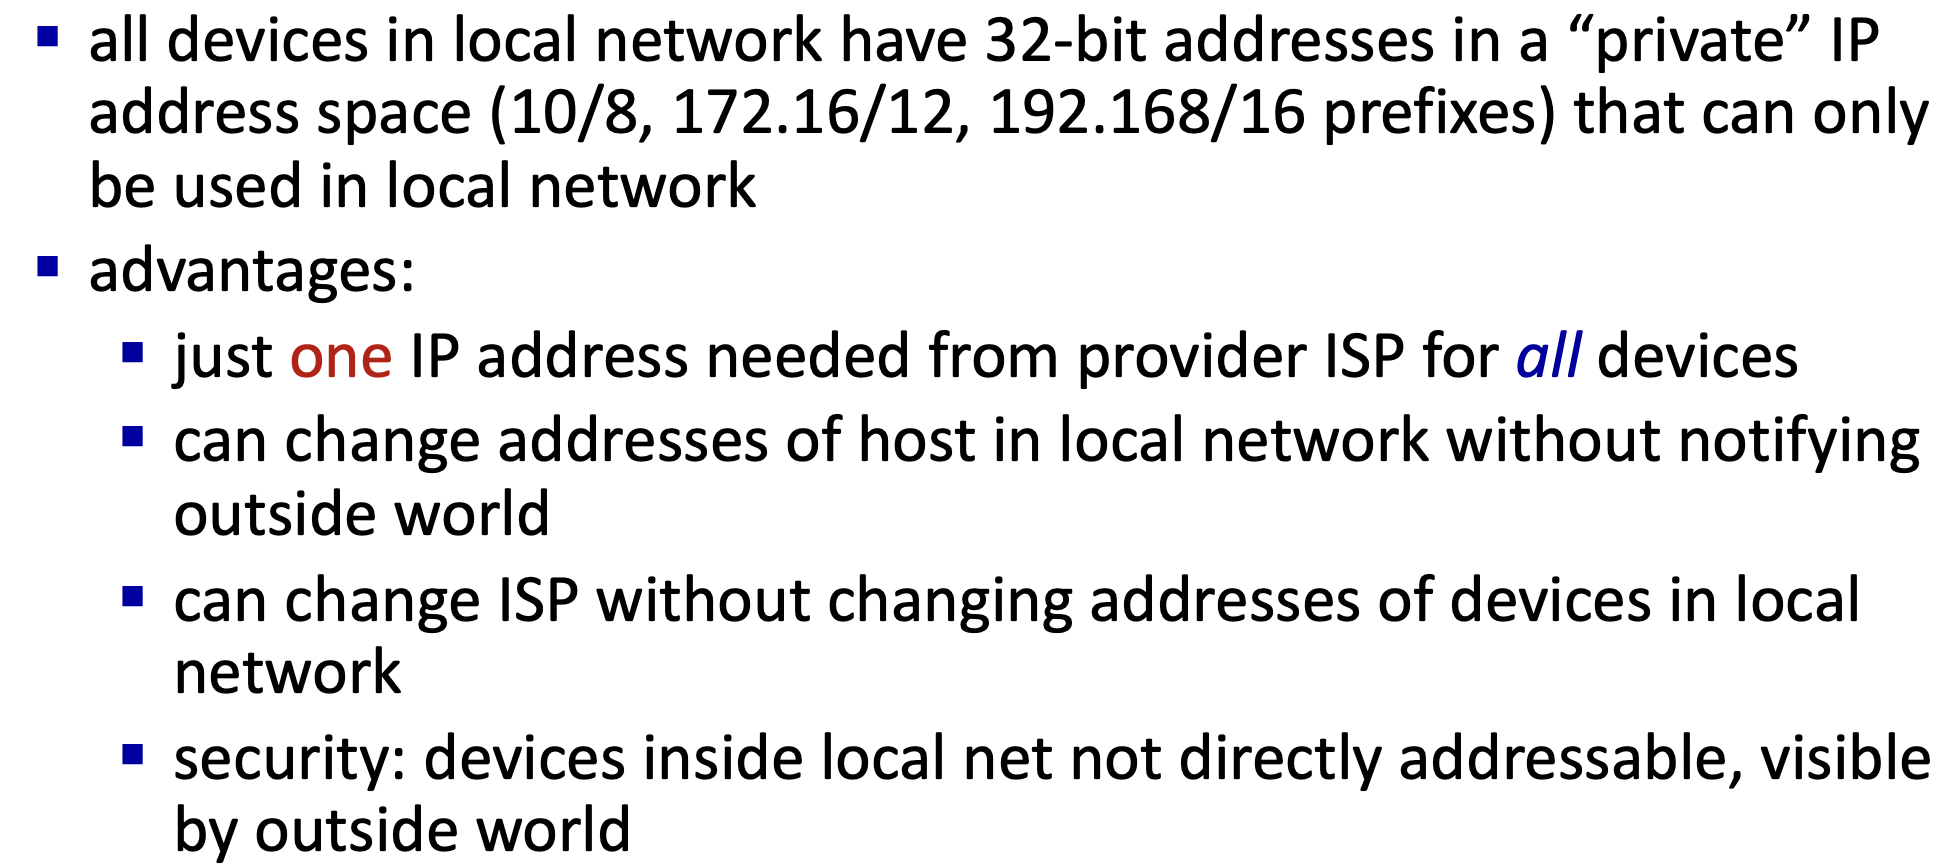 ▪ all devices in local network have 32-bit addresses in a “private” IP
address space (10/8, 172.16/12, 192.168/16 prefixes) that can only
be used in local network
▪ advantages:
▪ just one IP address needed from provider ISP for all devices
▪ can change addresses of host in local network without notifying
outside world
▪ can change ISP without changing addresses of devices in local
network
▪ security: devices inside local net not directly addressable, visible
by outside world